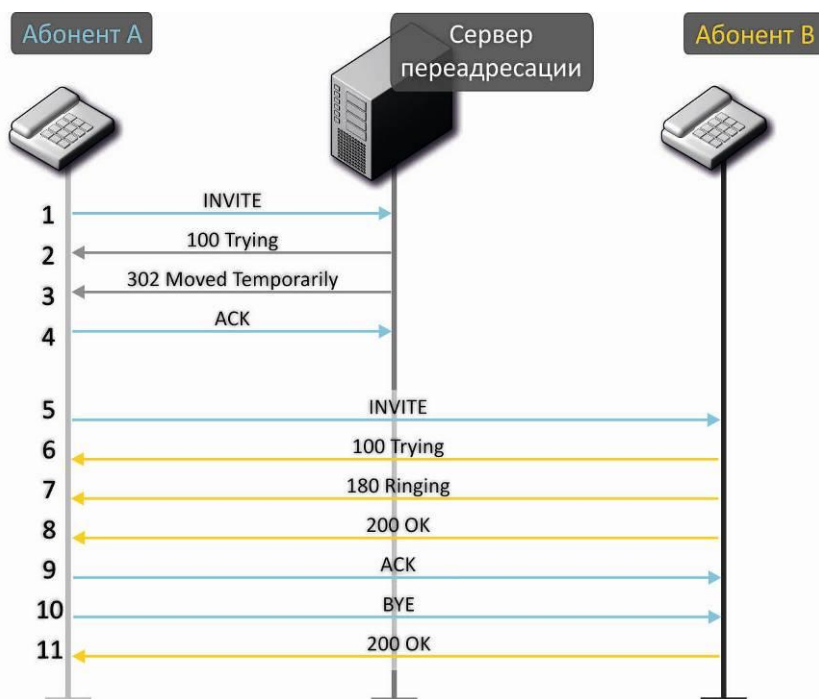 Абонент А
Сервер
переадресации
Абонент В
1 INVITE
2 100 Trying
3 302 Moved Temporarily
4 ACK
5 INVITE
6 100 Trying
7 180 Ringing
8 200 OK
9 ACK
10 BYE
11 200 OK